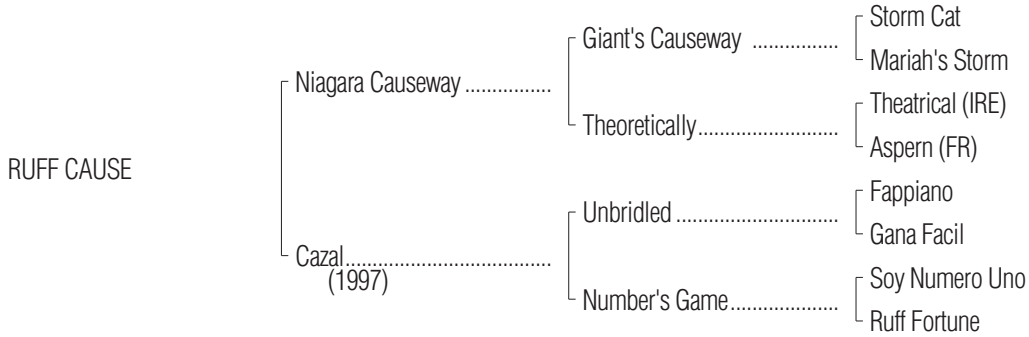 Storm Cat
Giant's Causeway ................
Mariah's Storm
Niagara Causeway ................
Theatrical (IRE)
Theoretically..........................
Aspern (FR)
RUFF CAUSE
Fappiano
Unbridled ..............................
Gana Facil
Cazal......................................
(1997)
Soy Numero Uno
Number's Game....................
Ruff Fortune